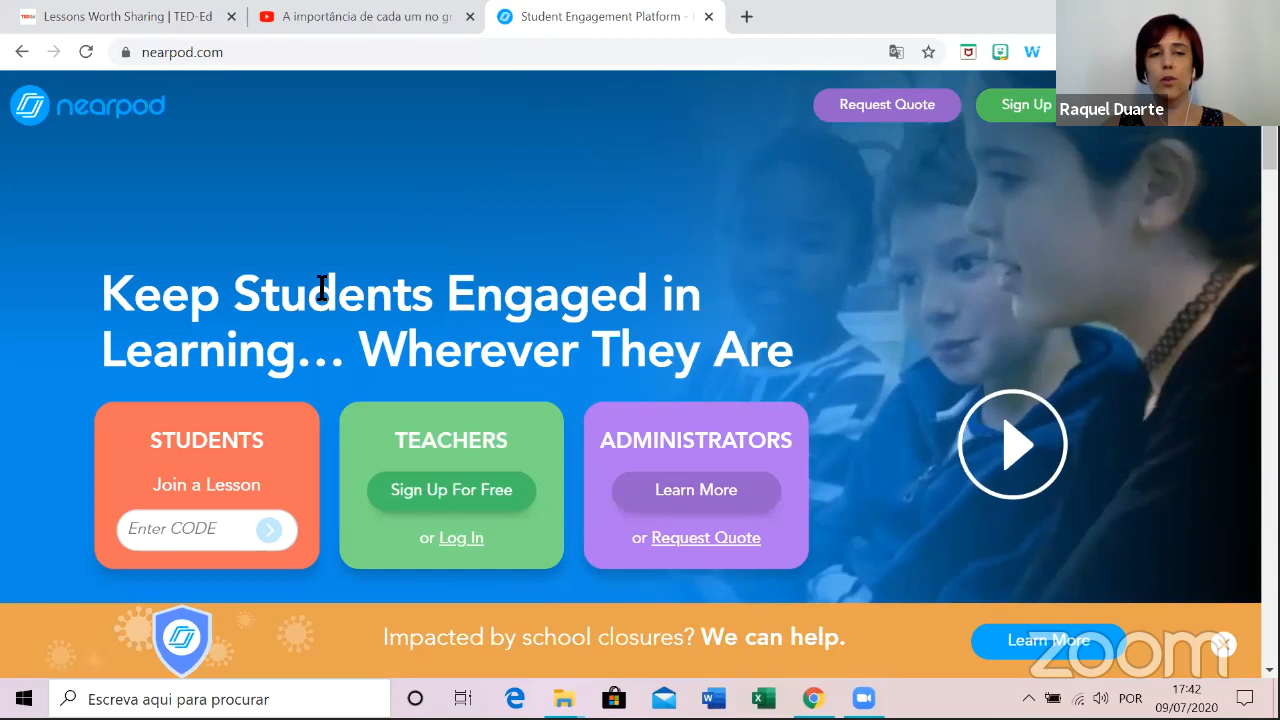 Lessons Worth Sharing | TED-Ed
A importância de cada um no gr
Student Engagement Platform -
nearpod.com
nearpod
Request Quote
Sign Up
Raquel Duarte
Keep Students Engaged in
Learning... Wherever They Are
STUDENTS
Join a Lesson
Enter CODE
TEACHERS
Sign Up For Free
or Log In
ADMINISTRATORS
Learn More
or Request Quote
Impacted by school closures? We can help.
Learn More
zoom
Escreva aqui para procurar
POR
17:42
09/07/2020